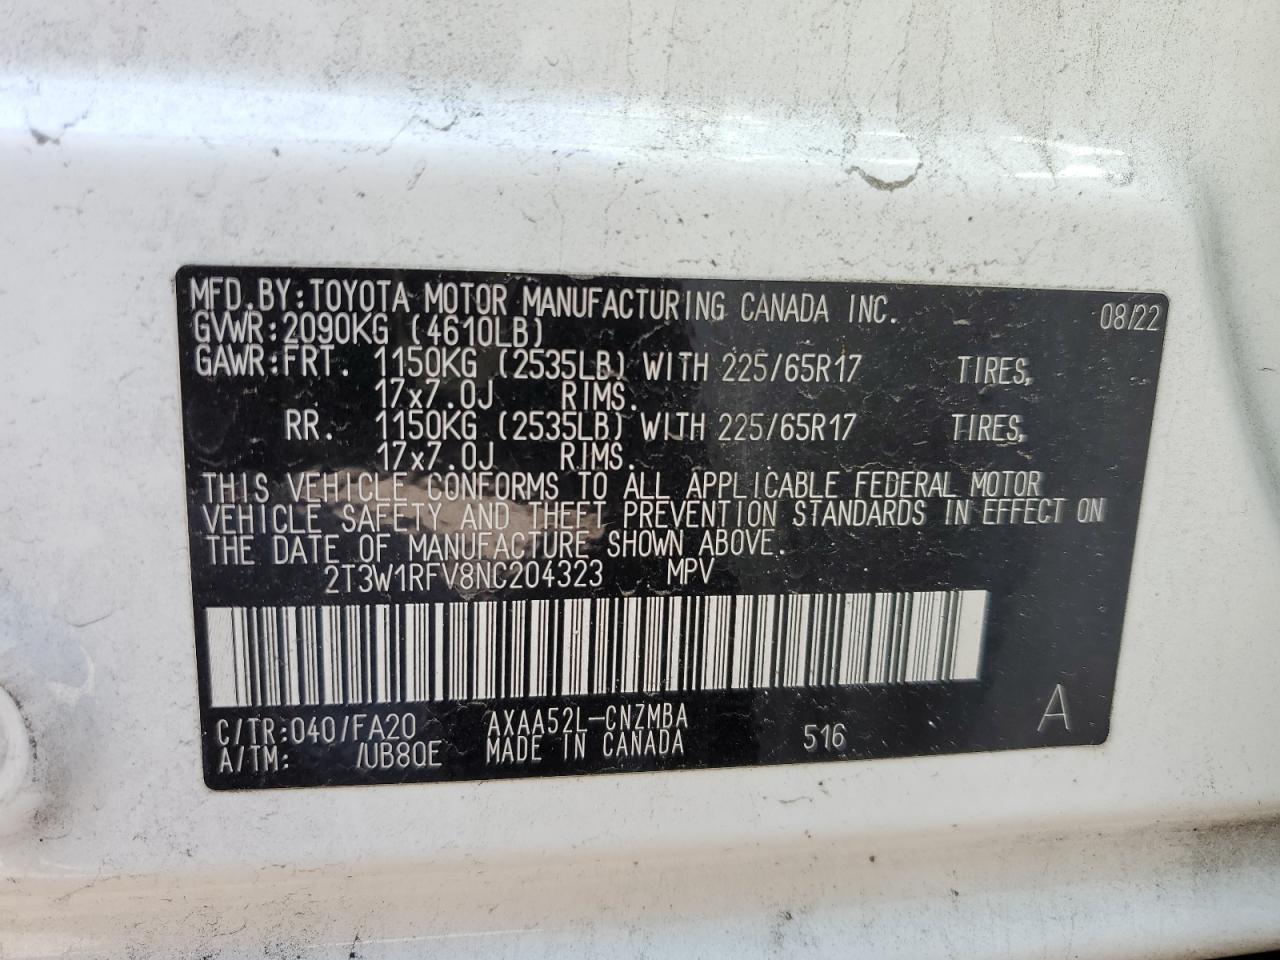 MFD.BY:TOYOTA MOTOR MANUFACTURING CANADA INC. 08/22
GVWR:2090KG (4610LB)
GAWR:FRT. 1150KG (2535LB) WITH 225/65R17 TIRES,
17x7.0J RIMS.
RR. 1150KG (2535LB) WITH 225/65R17 TIRES,
17x7.0J RIMS.
THIS VEHICLE CONFORMS TO ALL APPLICABLE FEDERAL MOTOR
VEHICLE SAFETY AND THEFT PREVENTION STANDARDS IN EFFECT ON
THE DATE OF MANUFACTURE SHOWN ABOVE.
2T3W1RFV8NC204323 MPV
C/TR:040/FA20 AXAA52L-CNZMBA
A/TM: /UB80E MADE IN CANADA 516 A